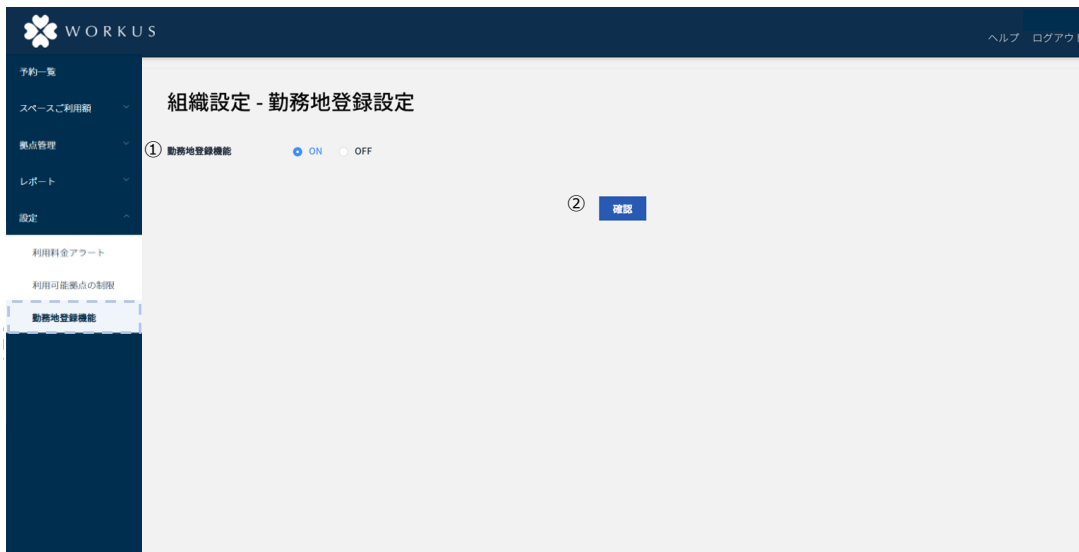 WORKUS
ヘルプ ログアウト
予約一覧
スペースご利用額
拠点管理
レポート
設定
利用料金アラート
利用可能拠点の制限
勤務地登録機能
組織設定 - 勤務地登録設定
① 勤務地登録機能 ON OFF
② 確認